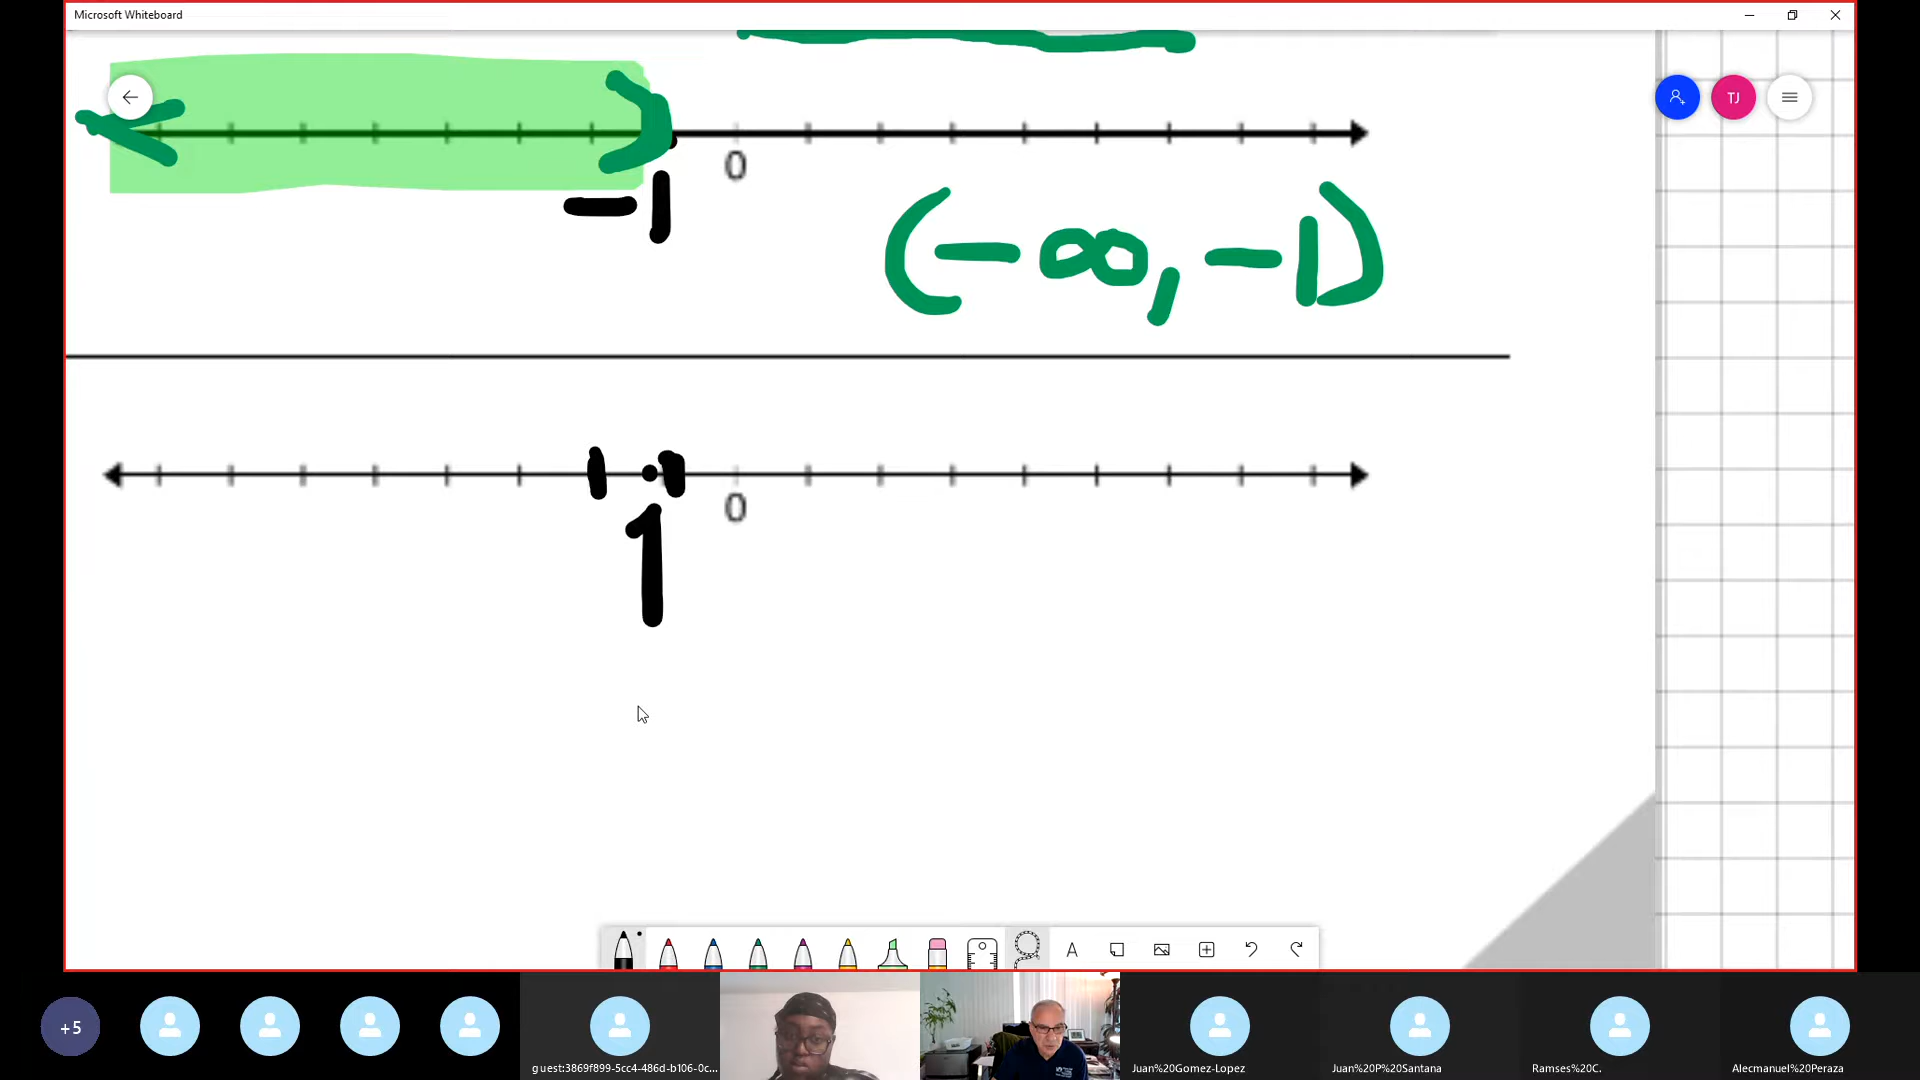 Microsoft Whiteboard
TJ
0
-1
(-∞, -1)
0
1
A
+5
guest:3869f899-5cc4-486d-b106-0c...
Juan%20Gomez-Lopez
Juan%20P%20Santana
Ramses%20C.
Alecmanuel%20Peraza